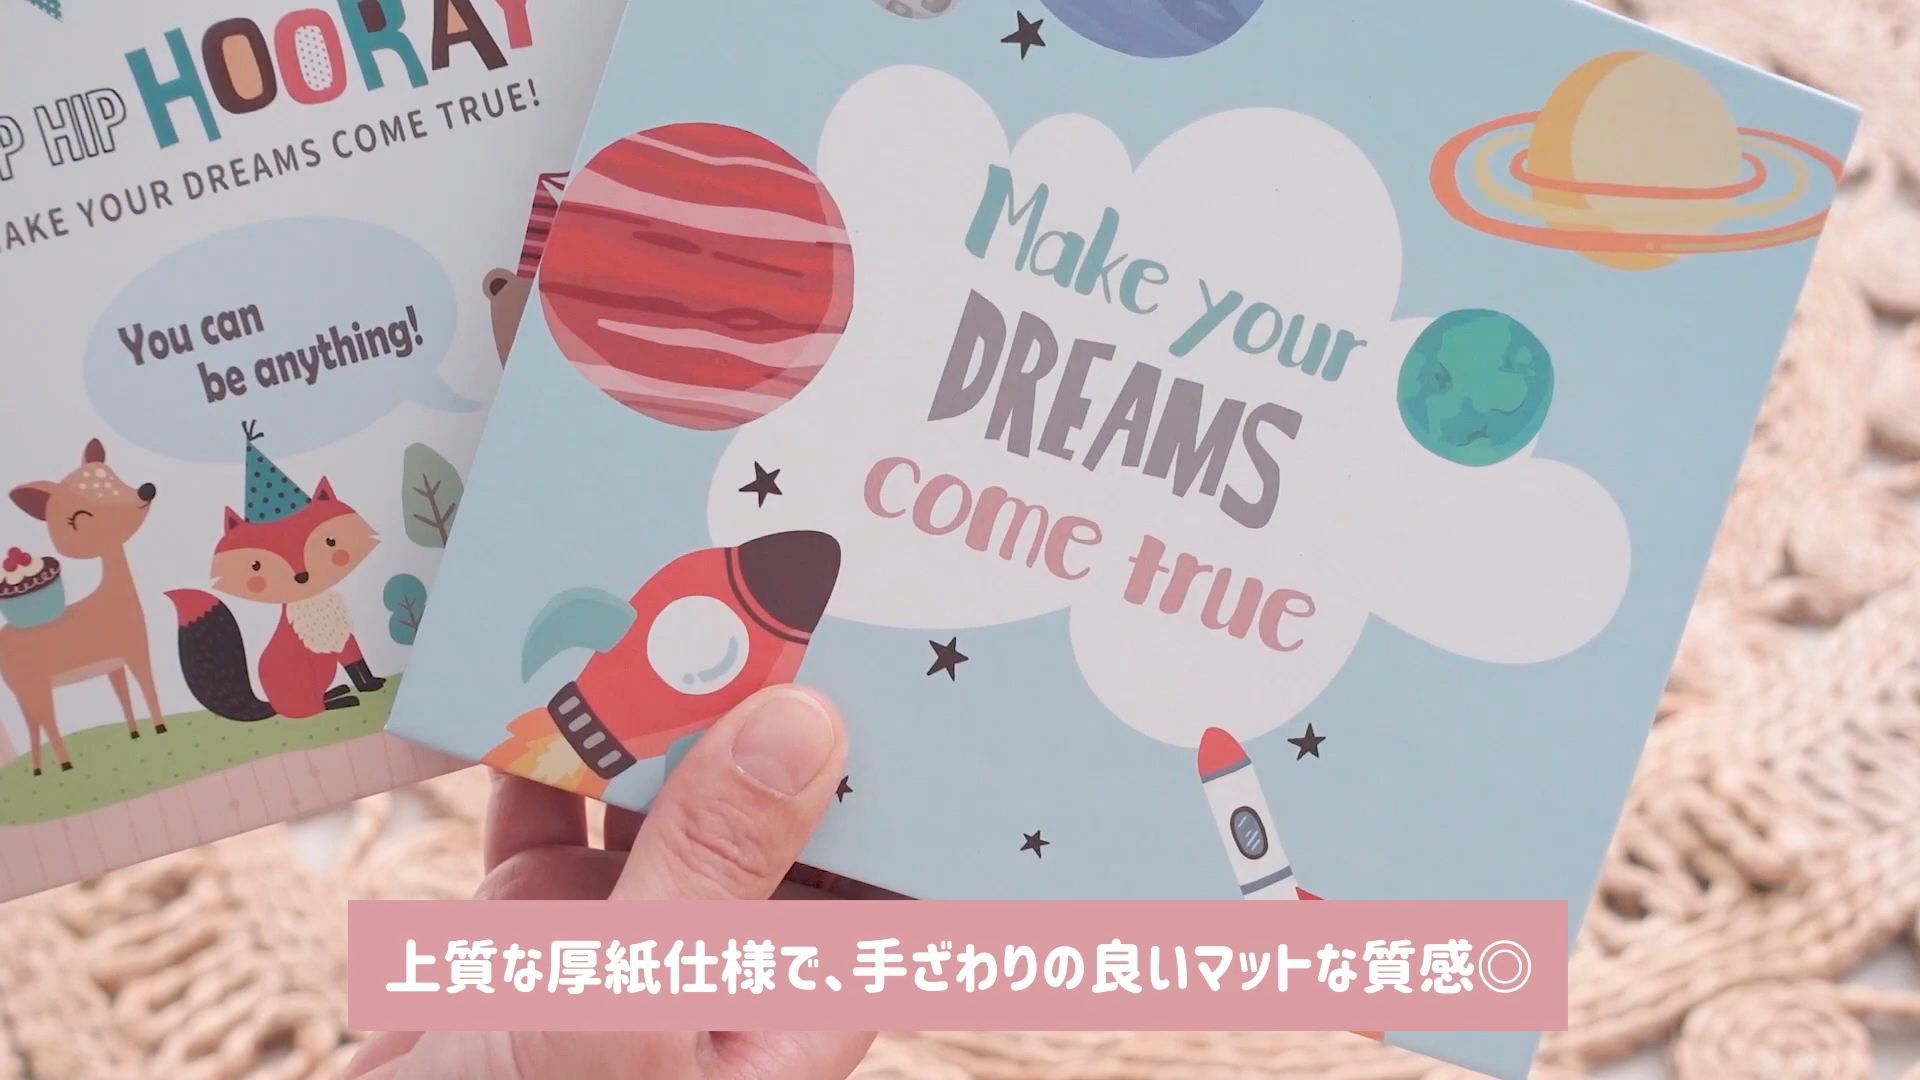 P HIP HOORAY
MAKE YOUR DREAMS COME TRUE!
You can
be anything!
Make your
DREAMS
come true
上質な厚紙仕様で、手ざわりの良いマットな質感◎